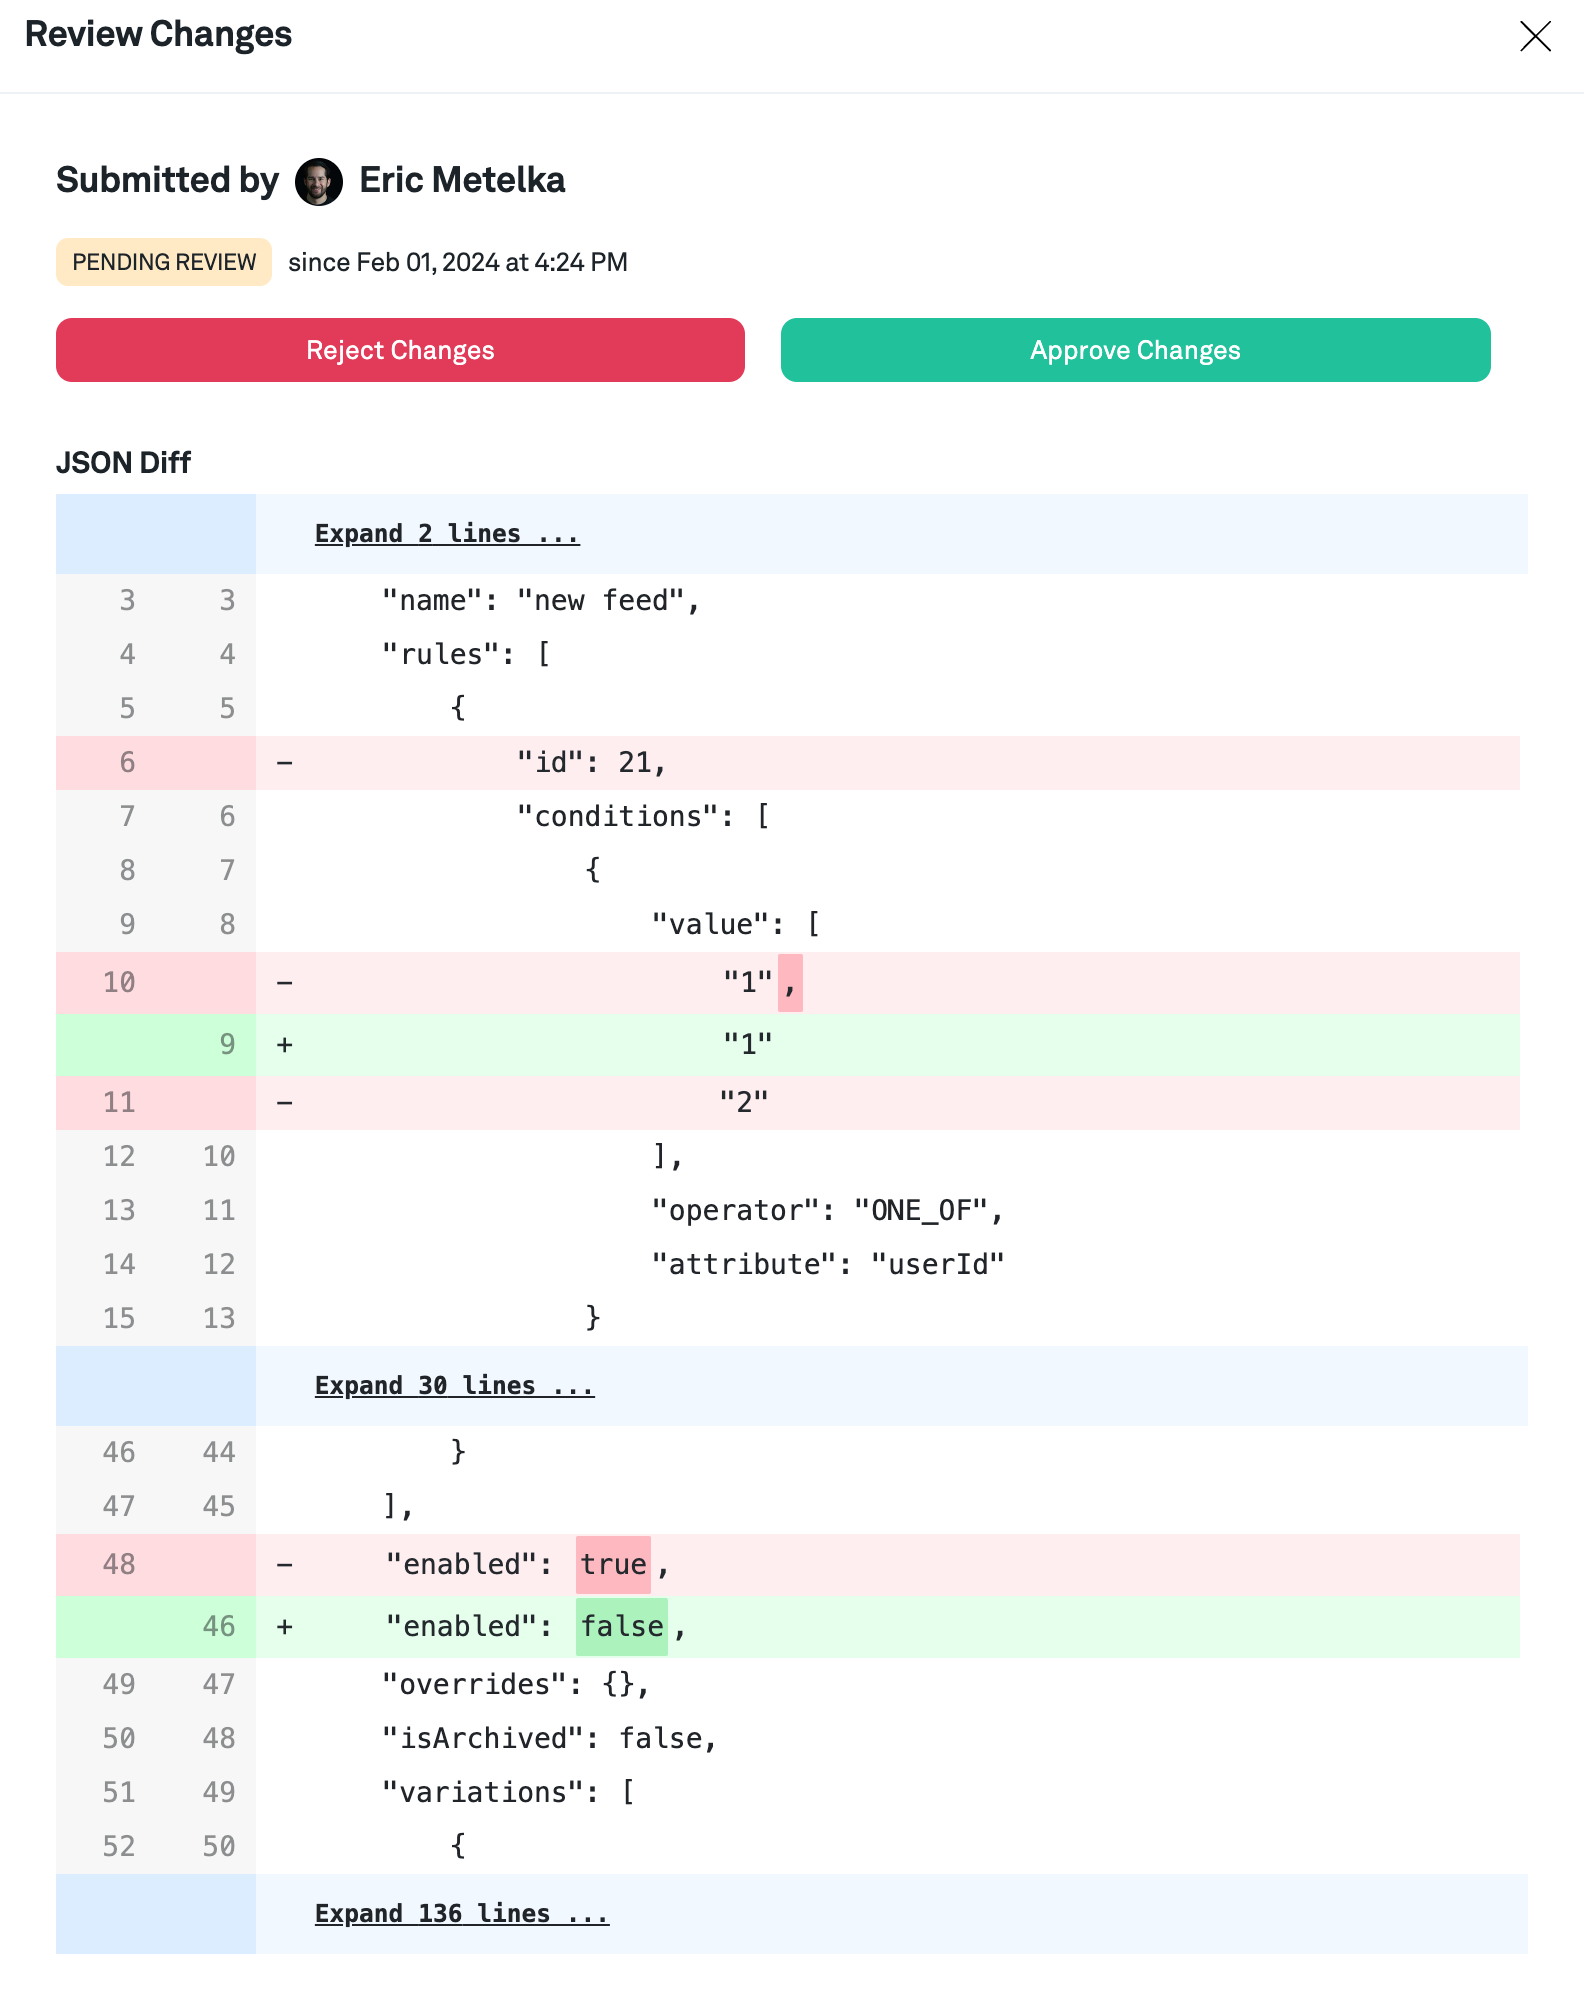 Review Changes
Submitted by Eric Metelka
PENDING REVIEW since Feb 01, 2024 at 4:24 PM
Reject Changes Approve Changes
JSON Diff
Expand 2 lines ...
3 3 "name": "new feed",
4 4 "rules": [
5 5 {
6 - "id": 21,
7 6 "conditions": [
8 7 {
9 8 "value": [
10 - "1",
9 + "1"
11 - "2"
12 10 ],
13 11 "operator": "ONE_OF",
14 12 "attribute": "userId"
15 13 }
Expand 30 lines ...
46 44 }
47 45 ],
48 - "enabled": true,
46 + "enabled": false,
49 47 "overrides": {},
50 48 "isArchived": false,
51 49 "variations": [
52 50 {
Expand 136 lines ...